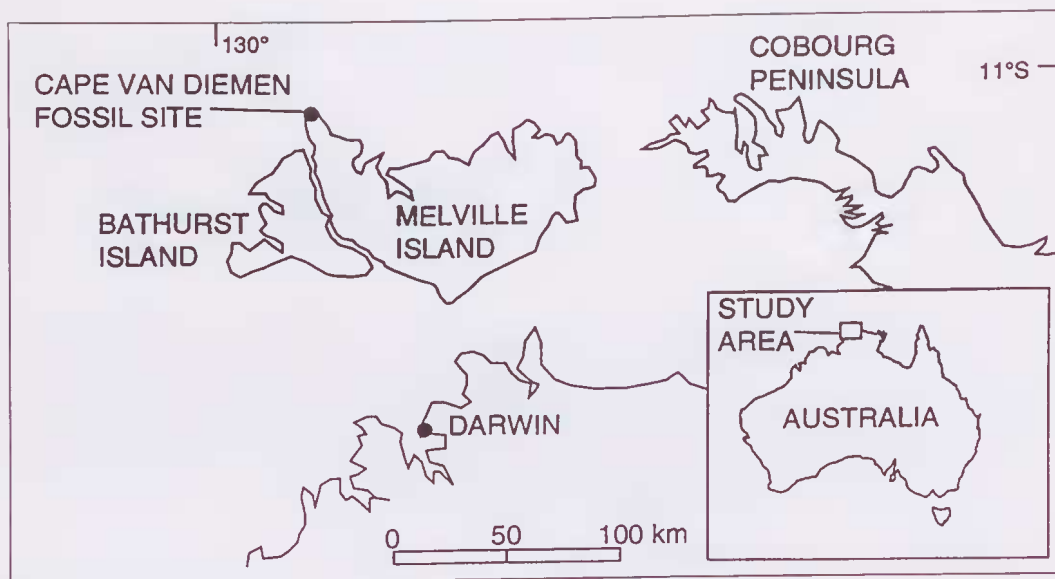 130°
COBOURG
PENINSULA
11°S
CAPE VAN DIEMEN
FOSSIL SITE
BATHURST
ISLAND
MELVILLE
ISLAND
STUDY
AREA
AUSTRALIA
DARWIN
0 50 100 km